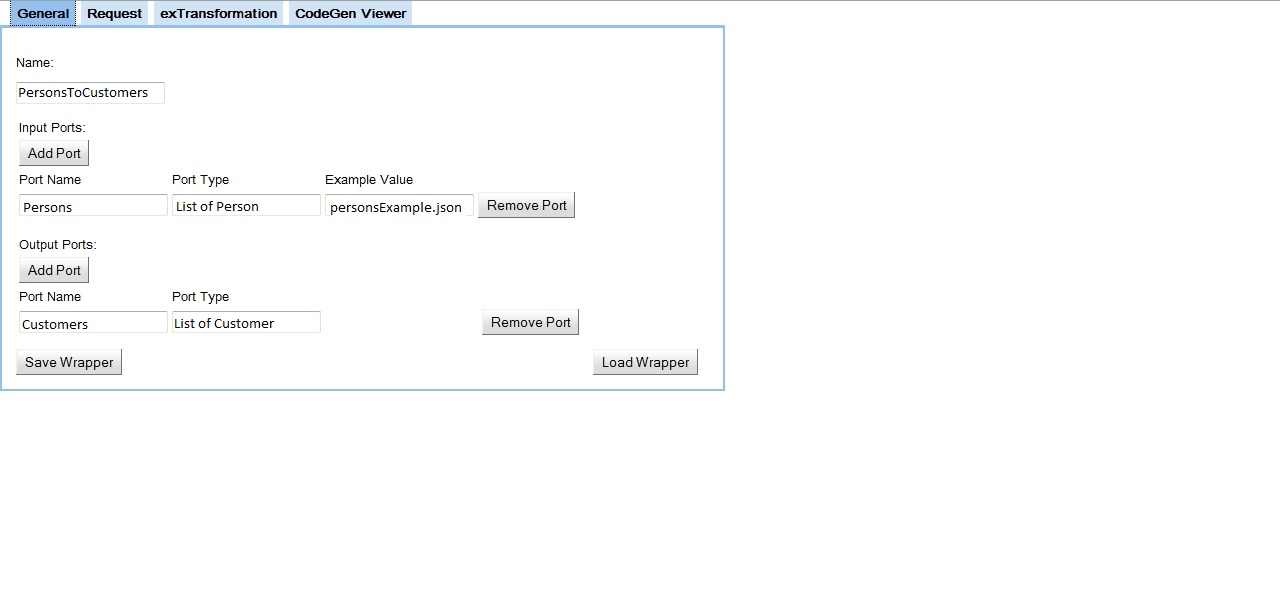 General Request exTransformation CodeGen Viewer
Name:
PersonsToCustomers
Input Ports:
Add Port
Port Name Port Type Example Value
Persons List of Person personsExample.json Remove Port
Output Ports:
Add Port
Port Name Port Type
Customers List of Customer Remove Port
Save Wrapper Load Wrapper